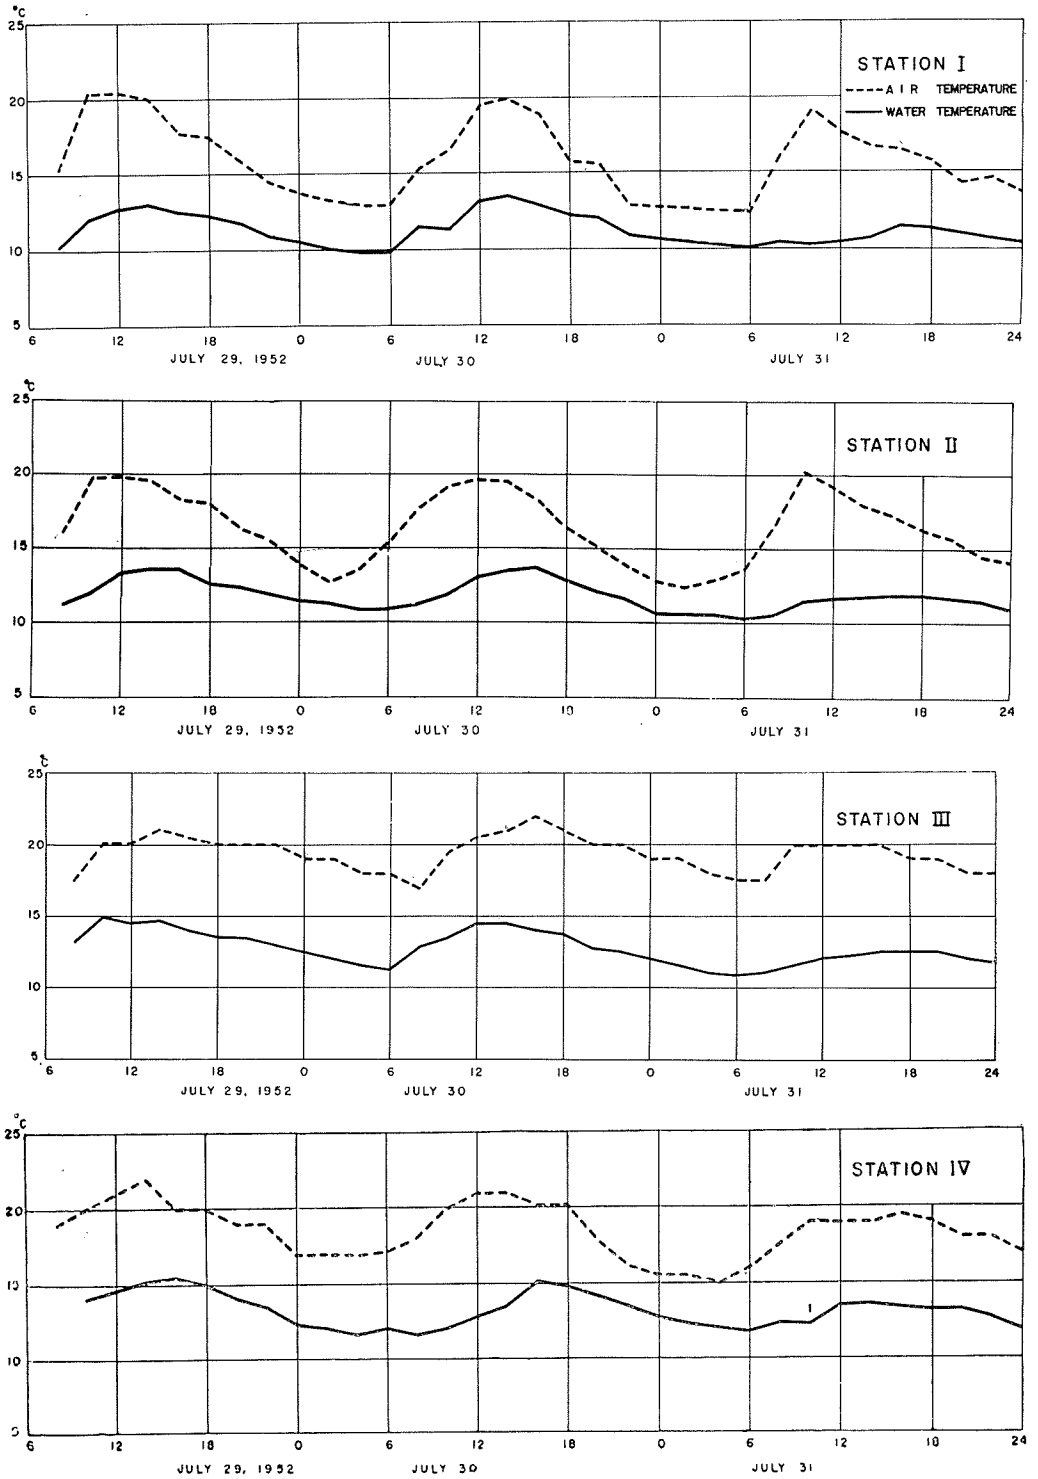 °C
25
STATION I
AIR TEMPERATURE
WATER TEMPERATURE
20
15
10
5
6 12 18 0 6 12 18 0 6 12 18 24
JULY 29, 1952 JULY 30 JULY 31
°C
25
STATION II
20
15
10
5
6 12 18 0 6 12 18 0 6 12 18 24
JULY 29, 1952 JULY 30 JULY 31
°C
25
STATION III
20
15
10
5
6 12 18 0 6 12 18 0 6 12 18 24
JULY 29, 1952 JULY 30 JULY 31
°C
25
STATION IV
20
15
10
5
6 12 18 0 6 12 18 0 6 12 18 24
JULY 29, 1952 JULY 30 JULY 31